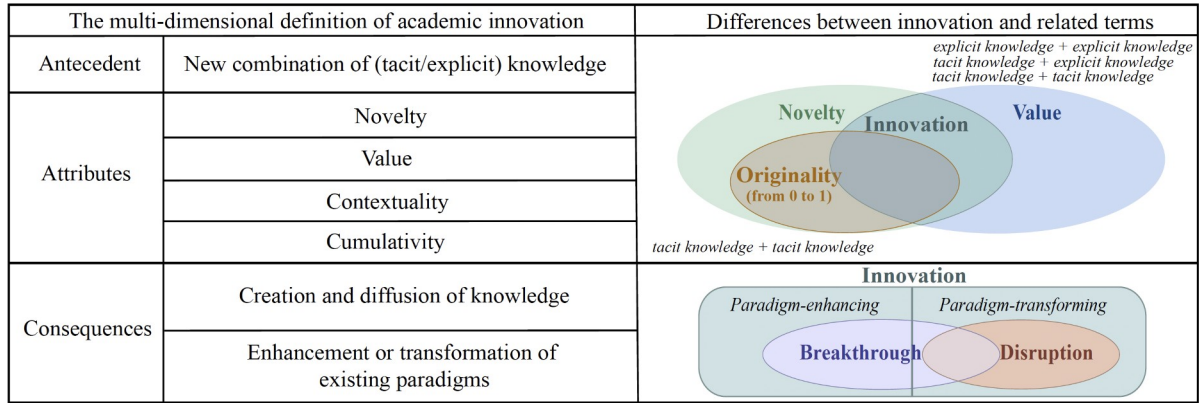 The multi-dimensional definition of academic innovation
Differences between innovation and related terms
Antecedent
New combination of (tacit/explicit) knowledge
Attributes
Novelty
Value
Contextuality
Cumulativity
explicit knowledge + explicit knowledge
tacit knowledge + explicit knowledge
tacit knowledge + tacit knowledge
Novelty
Innovation
Value
Originality
(from 0 to 1)
tacit knowledge + tacit knowledge
Consequences
Creation and diffusion of knowledge
Enhancement or transformation of
existing paradigms
Innovation
Paradigm-enhancing
Paradigm-transforming
Breakthrough
Disruption